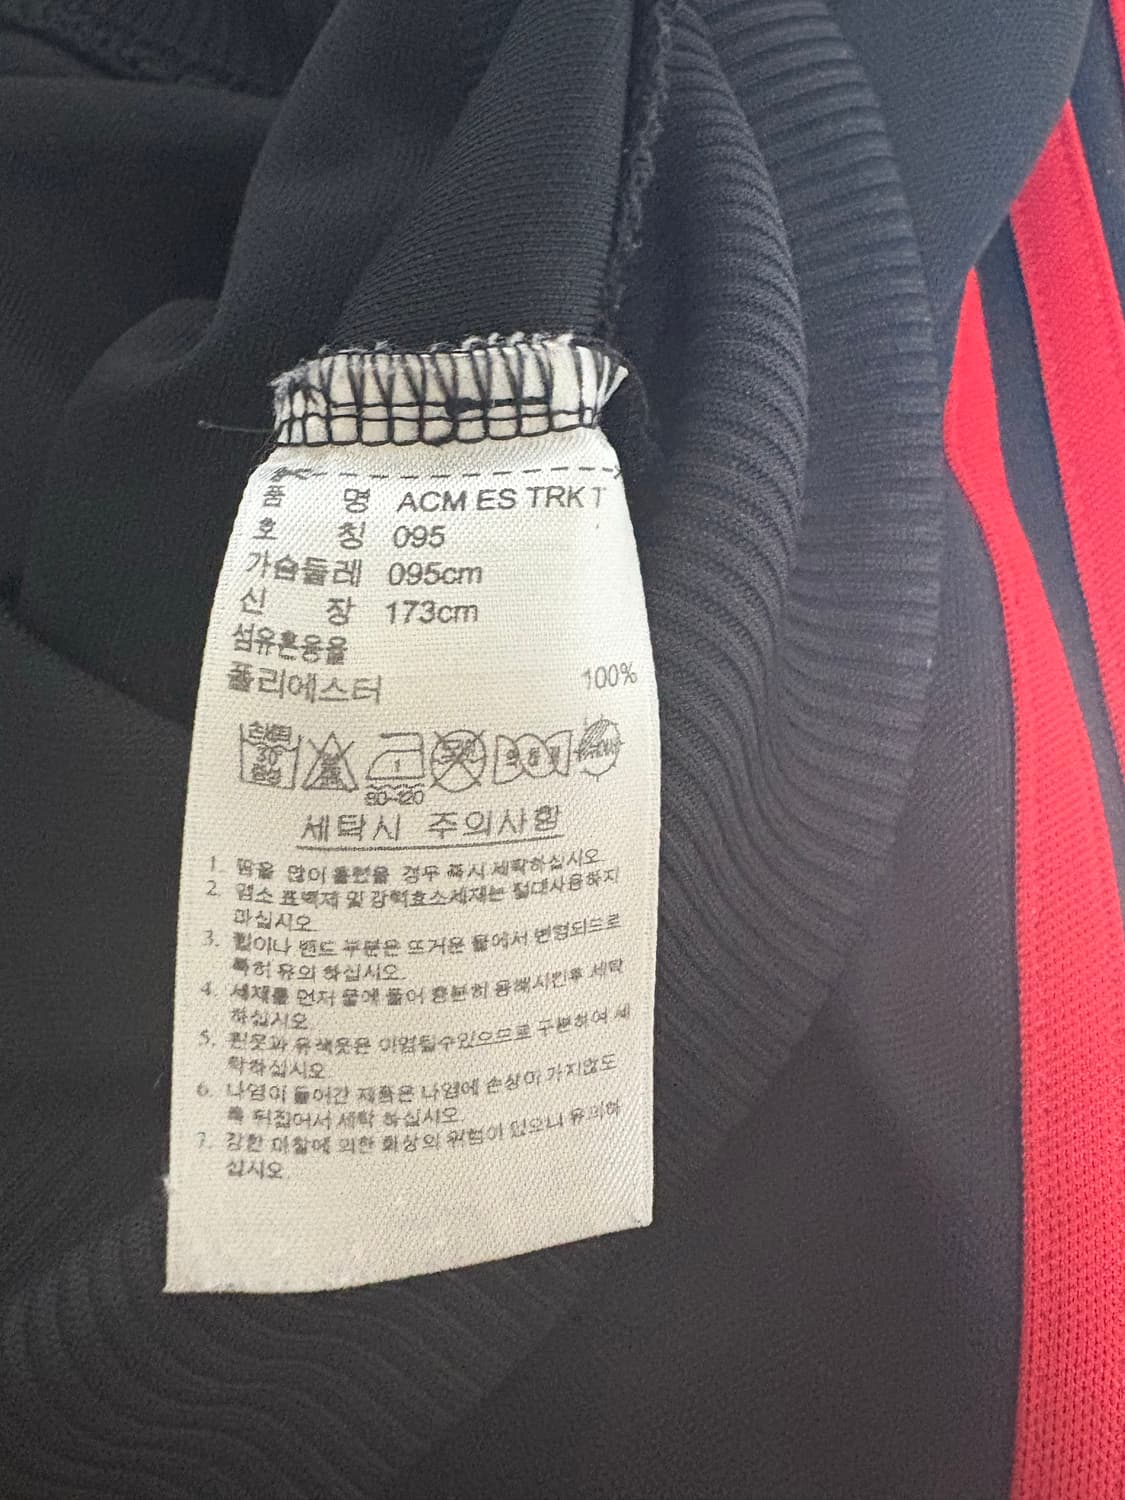 품 명 ACM ES TRK T
호 칭 095
가슴둘레 095cm
신 장 173cm
섬유혼용율
폴리에스터 100%
손세탁
30°
중성
80~120
세탁시 주의사항
1. 땀을 많이 흘렸을 경우 즉시 세탁하십시오.
2. 염소 표백제 및 강력효소세제는 절대사용하지
마십시오.
3. 립이나 밴드 부분은 뜨거운 물에서 변형되므로
특히 유의 하십시오.
4. 세제를 먼저 물에 풀어 충분히 용해시킨후 세탁
하십시오.
5. 흰옷과 유색옷은 이염될수있으므로 구분하여 세
탁하십시오.
6. 나염이 들어간 제품은 나염에 손상이 가지않도
록 뒤집어서 세탁 하십시오.
7. 강한 마찰에 의한 화상의 위험이 있으니 유의하
십시오.